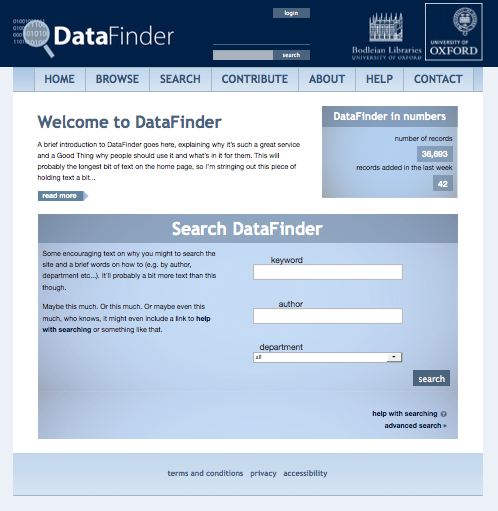 login
010010101
10101010
010101
101010
DataFinder
search
Bodleian Libraries
UNIVERSITY OF OXFORD
UNIVERSITY OF
OXFORD
HOME BROWSE SEARCH CONTRIBUTE ABOUT HELP CONTACT
Welcome to DataFinder
A brief introduction to DataFinder goes here, explaining why it's such a great service
and a Good Thing why people should use it and what's in it for them. This will
probably the longest bit of text on the home page, so I'm stringing out this piece of
holding text a bit...
read more
DataFinder in numbers
number of records
36,693
records added in the last week
42
Search DataFinder
Some encouraging text on why you might to search the
site and a brief words on how to (e.g. by author,
department etc...). It'll probably a bit more text than this
though.
Maybe this much. Or this much. Or maybe even this
much, who knows, it might even include a link to help
with searching or something like that.
keyword
author
department
all
search
help with searching ?
advanced search
terms and conditions privacy accessibility